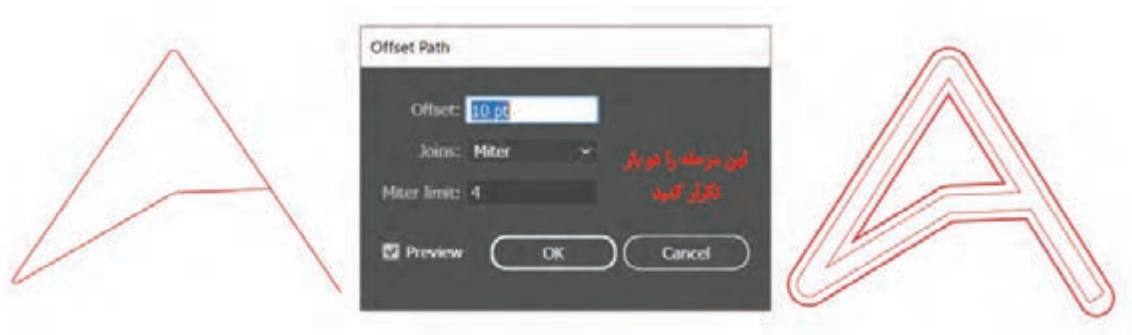 Offset Path
Offset: 10 pt
Joins: Miter
Miter limit: 4
این مرحله را دو بار
تکرار کنید
Preview
OK
Cancel